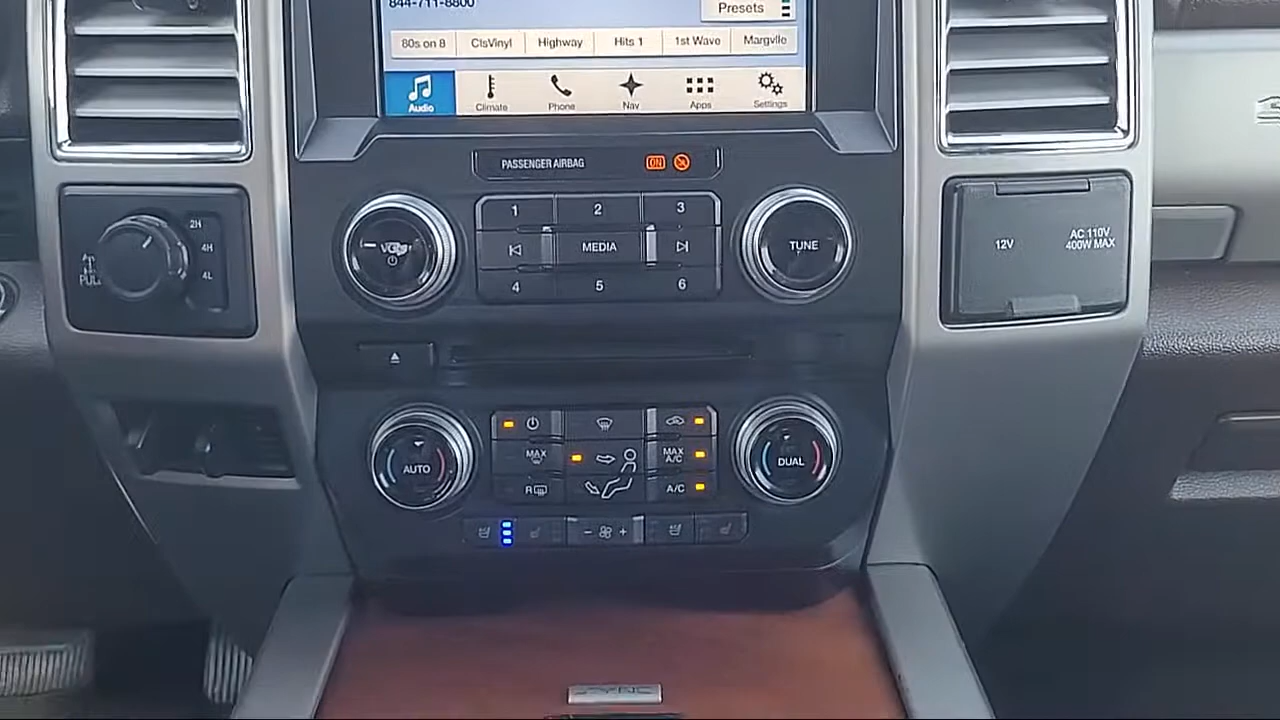 844-711-8800
Presets
80s on 8
ClsVinyl
Highway
Hits 1
1st Wave
Margvlle
Audio
Climate
Phone
Nav
Apps
Settings
PASSENGER AIRBAG
ON
2H
4H
4L
PULL
VOL
1
2
3
MEDIA
4
5
6
TUNE
12V
AC 110V
400W MAX
AUTO
MAX
R
MAX
A/C
A/C
DUAL
- +
SYNC